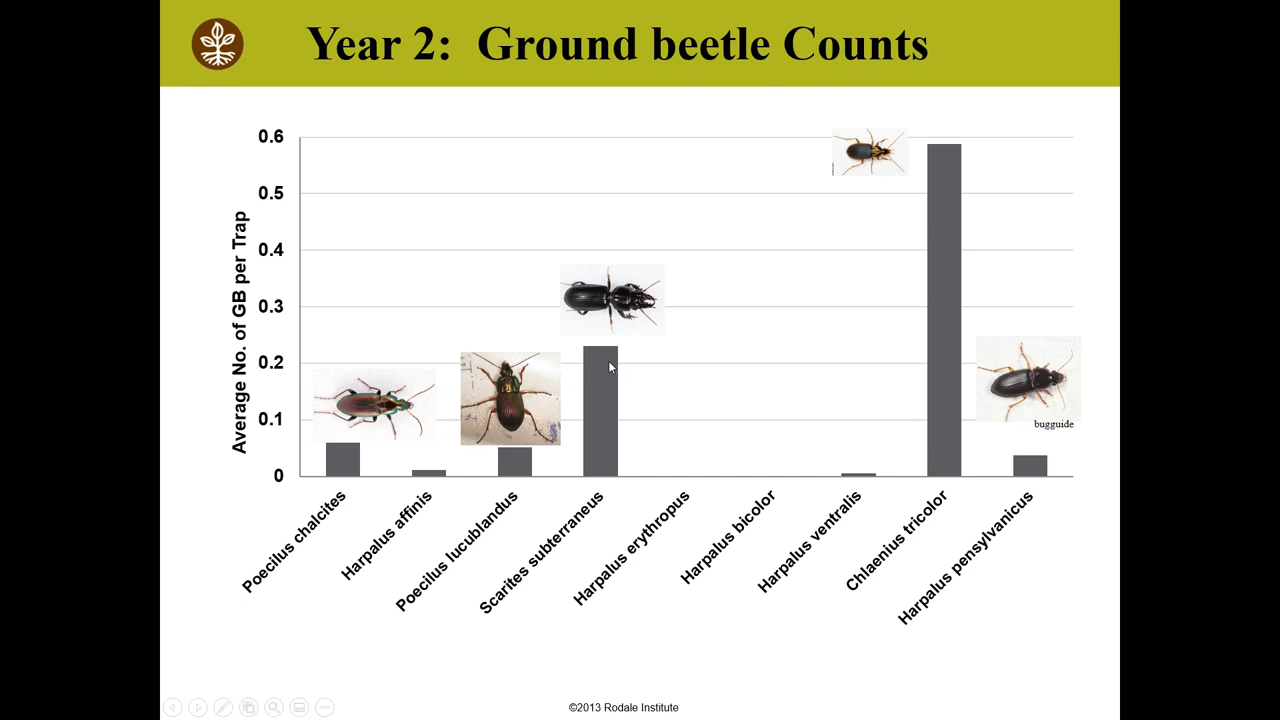 Year 2: Ground beetle Counts
Average No. of GB per Trap
0.6
0.5
0.4
0.3
0.2
0.1
0
bugguide
Poecilus chalcites
Harpalus affinis
Poecilus lucublandus
Scarites subterraneus
Harpalus erythropus
Harpalus bicolor
Harpalus ventralis
Chlaenius tricolor
Harpalus pensylvanicus
©2013 Rodale Institute